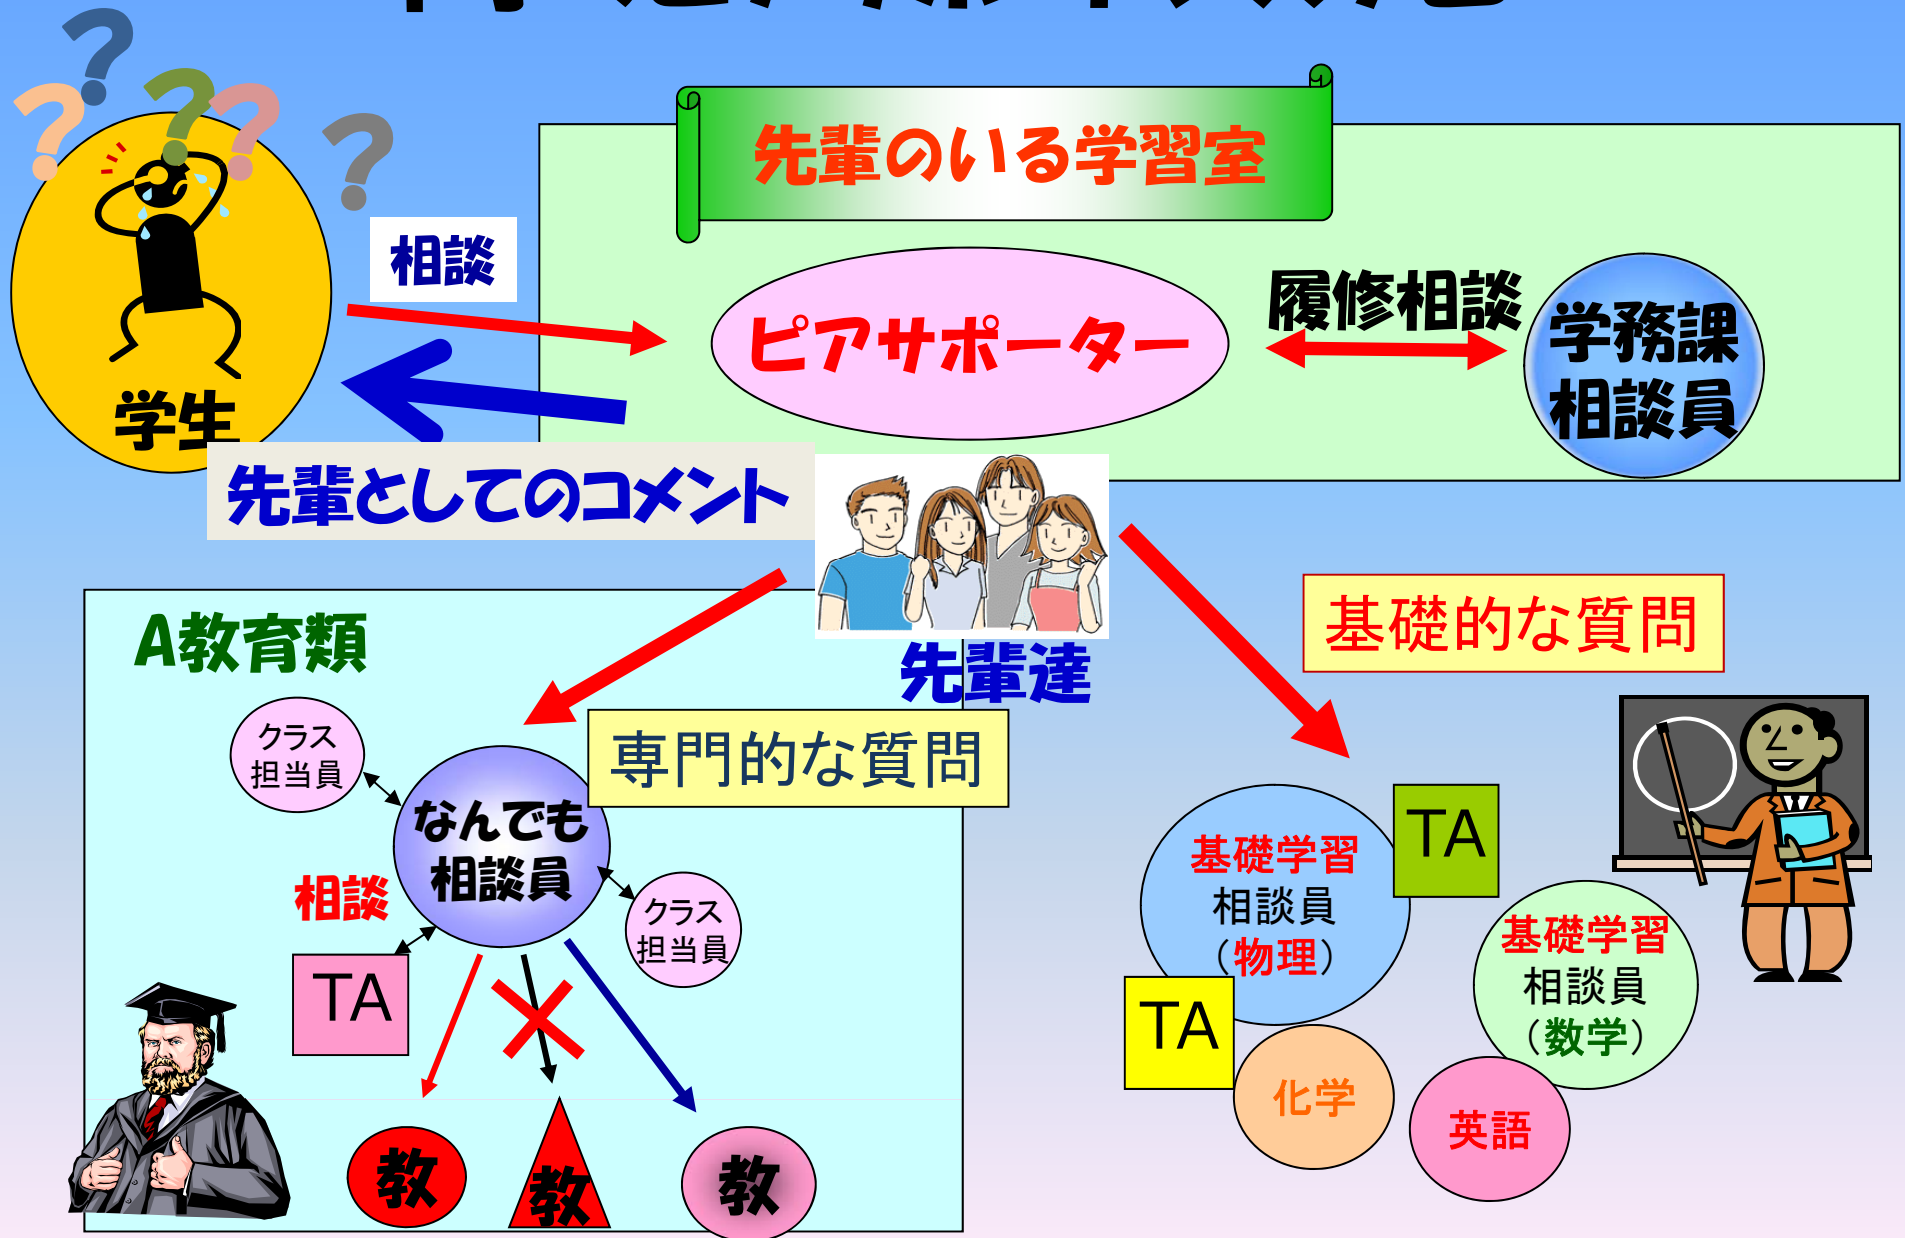 先輩のいる学習室
相談
ピアサポーター
履修相談
学務課
相談員
学生
先輩としてのコメント
先輩達
基礎的な質問
A教育類
専門的な質問
クラス
担当員
なんでも
相談員
相談
クラス
担当員
TA
教
教
教
基礎学習
相談員
（物理）
TA
TA
基礎学習
相談員
（数学）
化学
英語
? ? ? ? ?